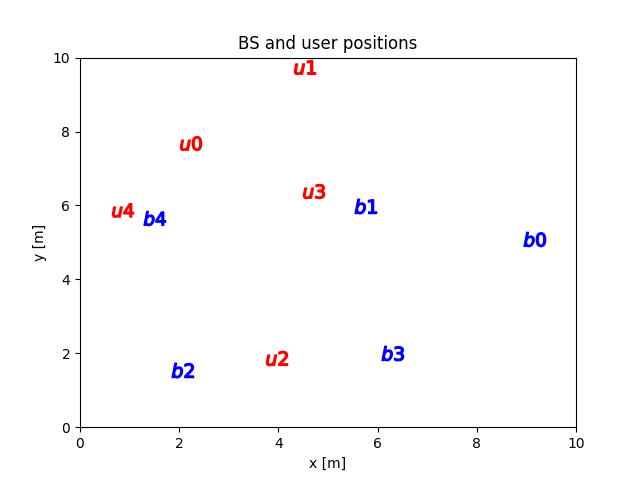 BS and user positions
10
u1
8
u0
u3
6
u4
b4
b1
b0
y [m]
4
2
b2
u2
b3
0
0 2 4 6 8 10
x [m]